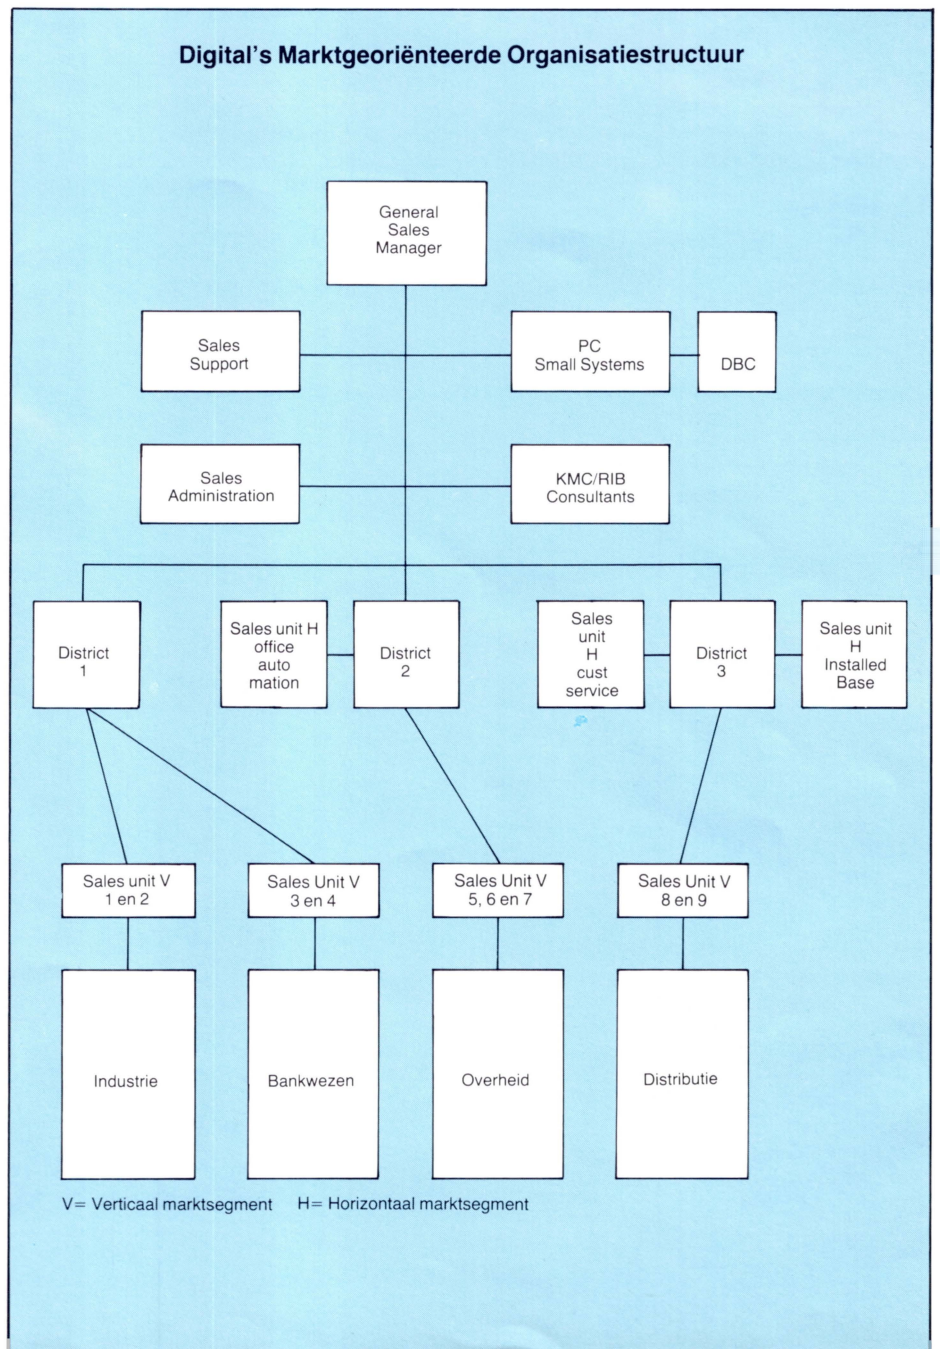 Digital's Marktgeoriënteerde Organisatiestructuur
General
Sales
Manager
Sales
Support
PC
Small Systems
DBC
Sales
Administration
KMC/RIB
Consultants
District
1
Sales unit H
office
auto
mation
District
2
Sales
unit
H
cust
service
District
3
Sales unit
H
Installed
Base
Sales unit V
1 en 2
Sales Unit V
3 en 4
Sales Unit V
5, 6 en 7
Sales Unit V
8 en 9
Industrie
Bankwezen
Overheid
Distributie
V= Verticaal marktsegment H= Horizontaal marktsegment